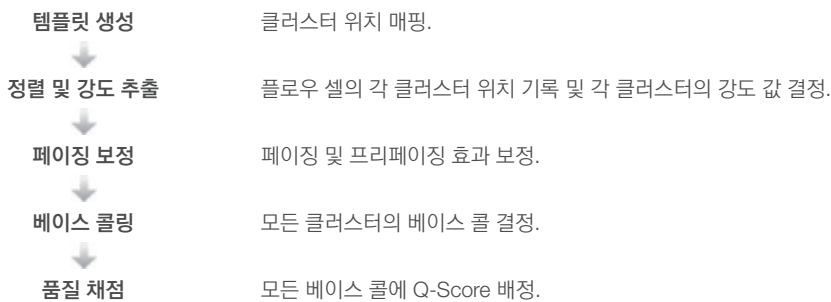 템플릿 생성 클러스터 위치 매핑.
정렬 및 강도 추출 플로우 셀의 각 클러스터 위치 기록 및 각 클러스터의 강도 값 결정.
페이징 보정 페이징 및 프리페이징 효과 보정.
베이스 콜링 모든 클러스터의 베이스 콜 결정.
품질 채점 모든 베이스 콜에 Q-Score 배정.